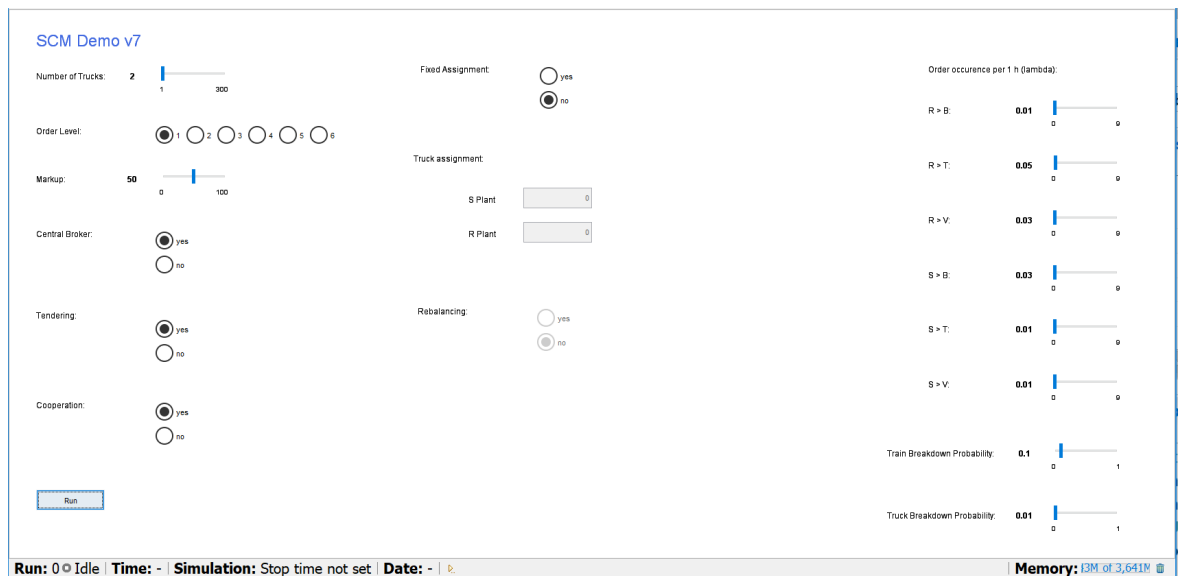 SCM Demo v7
Number of Trucks: 2
1 300
Order Level: 1 2 3 4 5 6
Markup: 50
0 100
Central Broker: yes
no
Tendering: yes
no
Cooperation: yes
no
Run
Fixed Assignment: yes
no
Truck assignment:
S Plant 0
R Plant 0
Rebalancing: yes
no
Order occurence per 1 h (lambda):
R > B: 0.01
0 9
R > T: 0.05
0 9
R > V: 0.03
0 9
S > B: 0.03
0 9
S > T: 0.01
0 9
S > V: 0.01
0 9
Train Breakdown Probability: 0.1
0 1
Truck Breakdown Probability: 0.01
0 1
Run: 0 Idle | Time: - | Simulation: Stop time not set | Date: - | Memory: of 3,641M